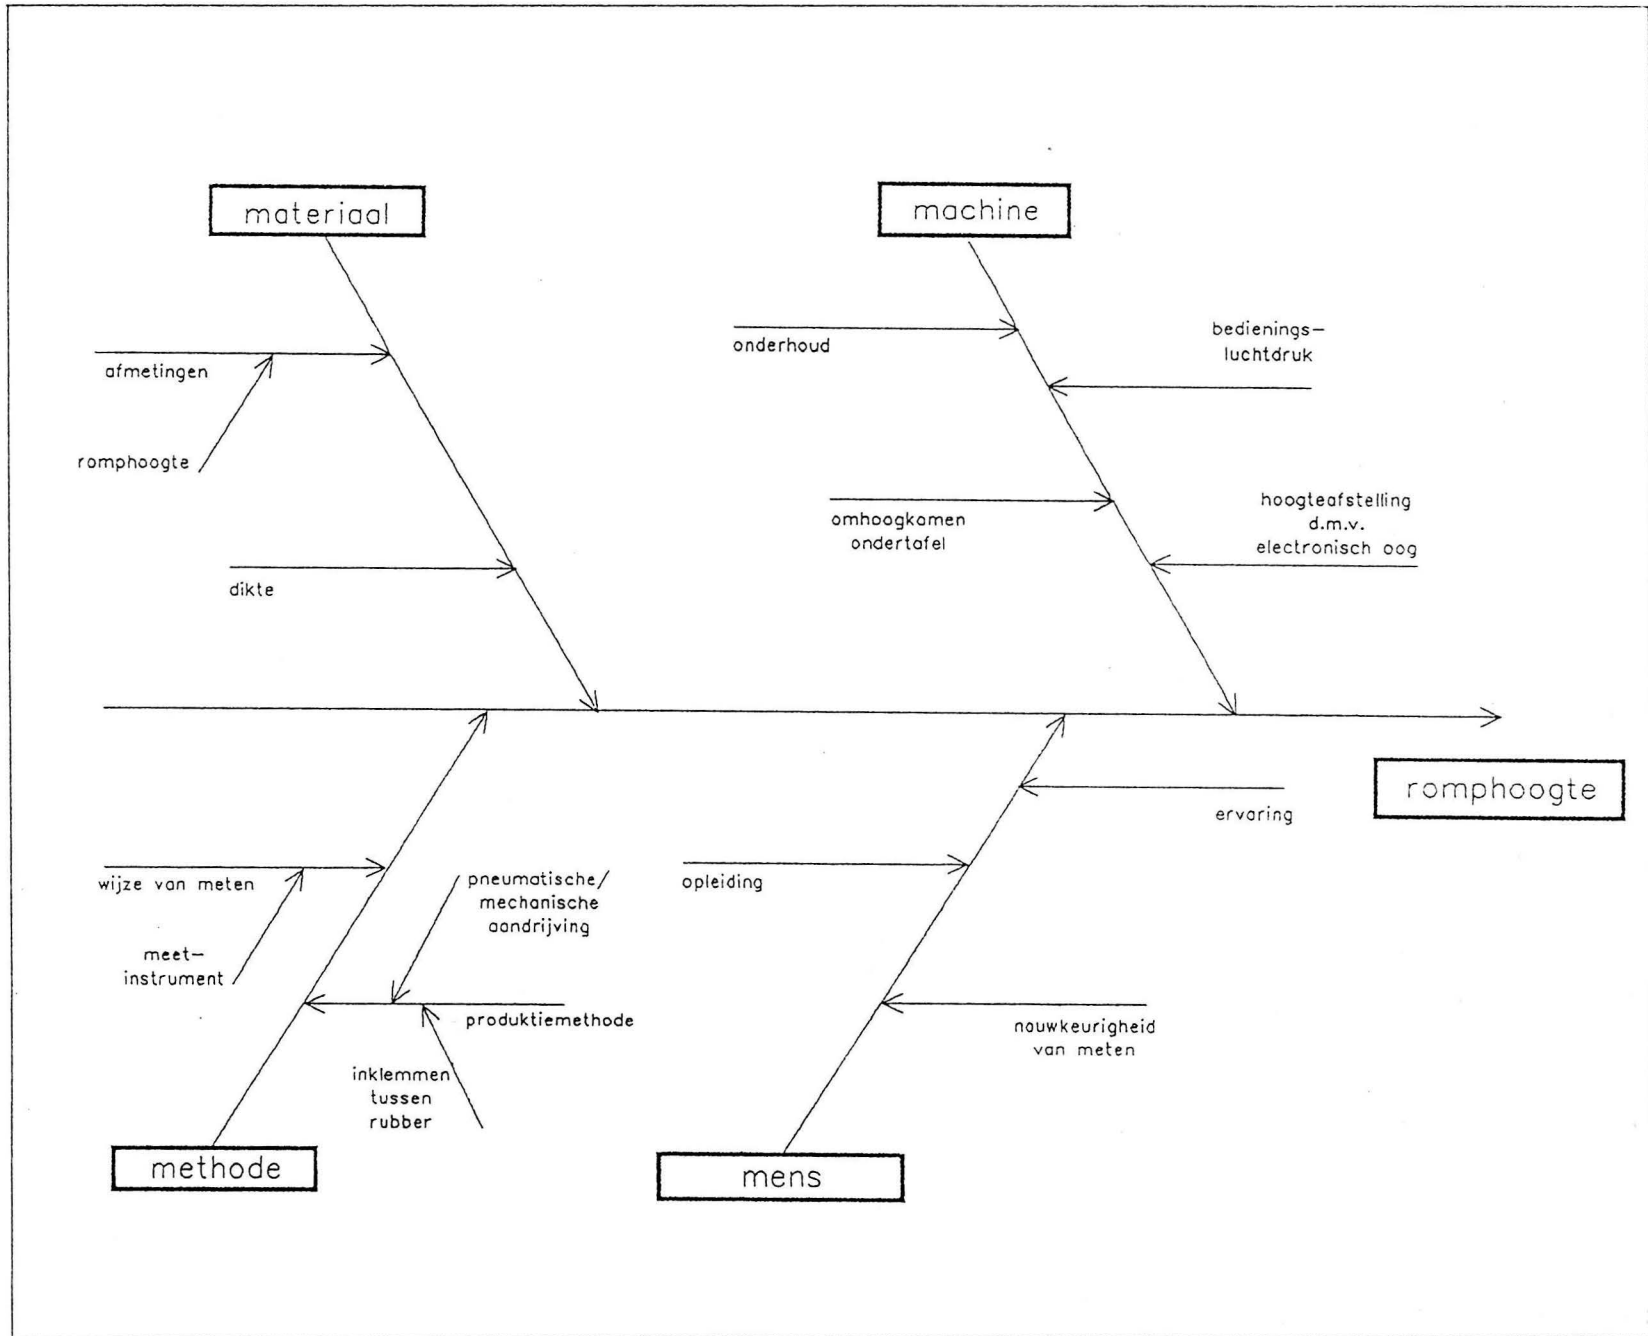 materiaal
machine
onderhoud
bedienings-
luchtdruk
afmetingen
romphoogte
omhoogkomen
ondertafel
hoogteafstelling
d.m.v.
electronisch oog
dikte
romphoogte
ervaring
wijze van meten
pneumatische/
mechanische
aandrijving
opleiding
meet-
instrument
produktiemethode
nauwkeurigheid
van meten
inklemmen
tussen
rubber
methode
mens